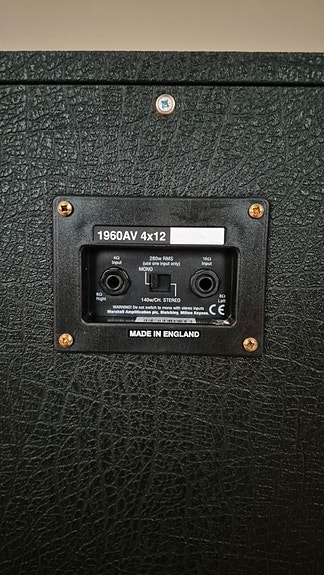 1960AV 4x12
4Ω
Input
280w RMS
(use one input only)
MONO
16Ω
Input
8Ω
Right
140w/CH. STEREO
8Ω
Left
WARNING! Do not switch to mono with stereo inputs
Marshall Amplification plc, Bletchley, Milton Keynes.
CE
MADE IN ENGLAND